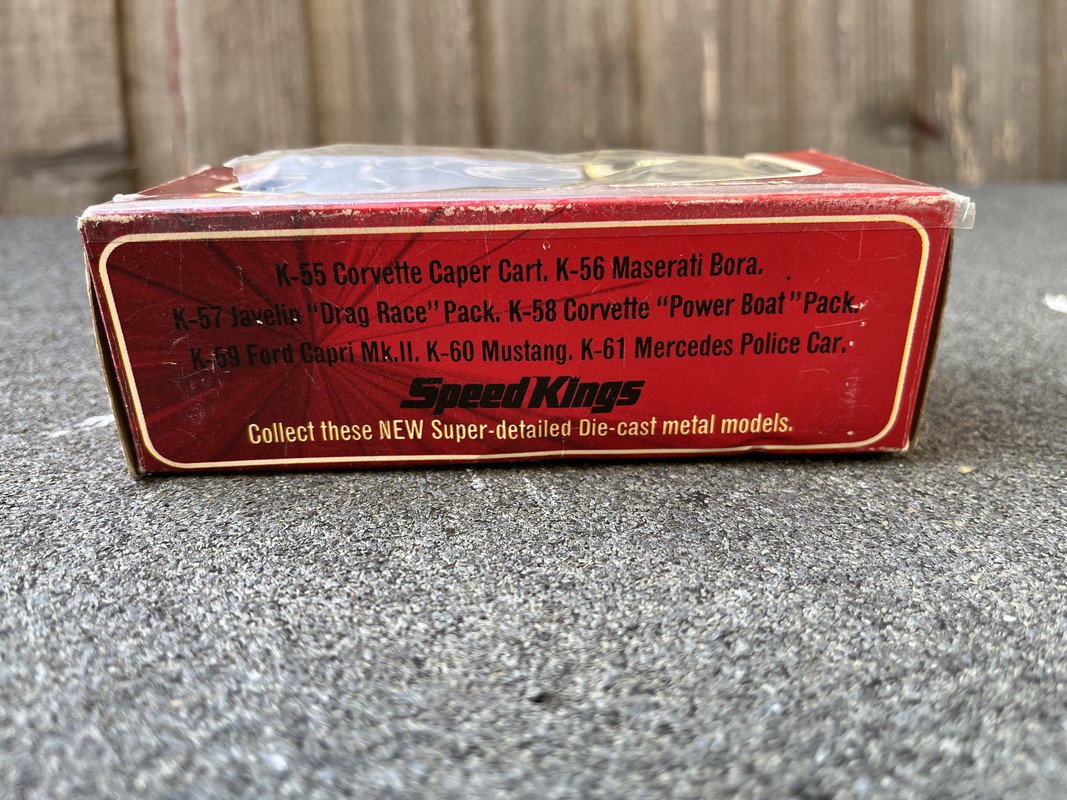 K-55 Corvette Caper Cart. K-56 Maserati Bora.
K-57 Javelin "Drag Race" Pack. K-58 Corvette "Power Boat" Pack.
K-59 Ford Capri Mk.II. K-60 Mustang. K-61 Mercedes Police Car.
Speed Kings
Collect these NEW Super-detailed Die-cast metal models.